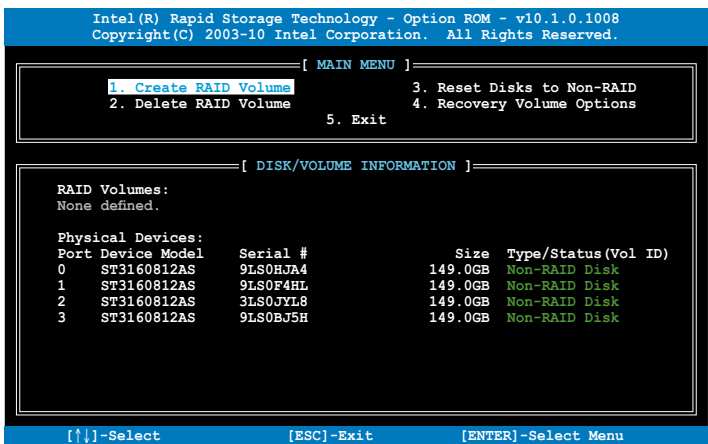 Intel(R) Rapid Storage Technology - Option ROM - v10.1.0.1008
Copyright(C) 2003-10 Intel Corporation.  All Rights Reserved.
[ MAIN MENU ]
1. Create RAID Volume 3. Reset Disks to Non-RAID
2. Delete RAID Volume 4. Recovery Volume Options
5. Exit
[ DISK/VOLUME INFORMATION ]
RAID Volumes:
None defined.
Physical Devices:
Port Device Model Serial # Size Type/Status(Vol ID)
0 ST3160812AS 9LS0HJA4 149.0GB Non-RAID Disk
1 ST3160812AS 9LS0F4HL 149.0GB Non-RAID Disk
2 ST3160812AS 3LS0JYL8 149.0GB Non-RAID Disk
3 ST3160812AS 9LS0BJ5H 149.0GB Non-RAID Disk
[↑↓]-Select [ESC]-Exit [ENTER]-Select Menu